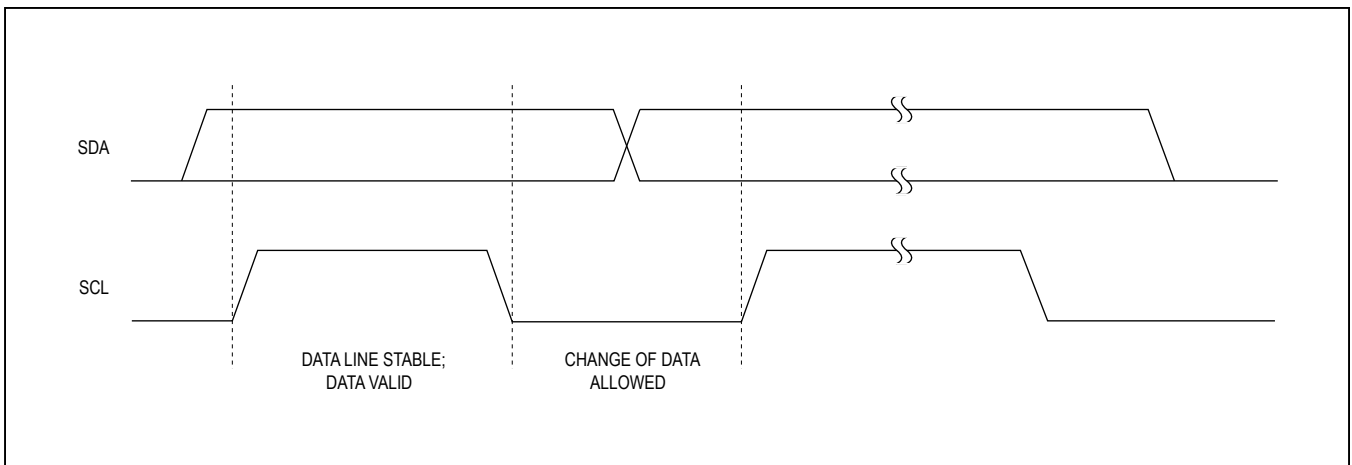 SDA
SCL
DATA LINE STABLE;
DATA VALID
CHANGE OF DATA
ALLOWED